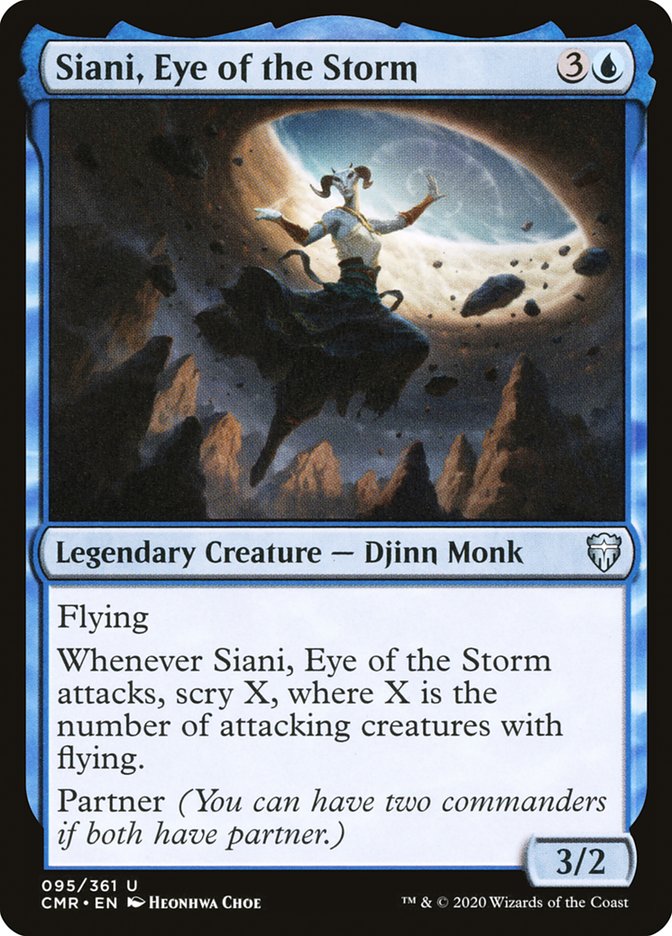 Siani, Eye of the Storm 3
Legendary Creature — Djinn Monk
Flying
Whenever Siani, Eye of the Storm
attacks, scry X, where X is the
number of attacking creatures with
flying.
Partner (You can have two commanders
if both have partner.)
3/2
095/361 U
CMR • EN Heonhwa Choe
™ & © 2020 Wizards of the Coast